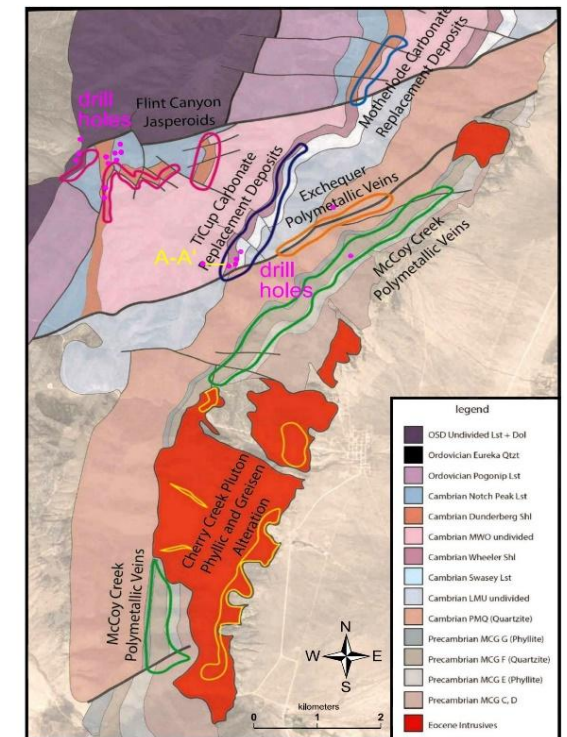 drill
holes
Flint Canyon
Jasperoids
Motherlode Carbonate
Replacement Deposits
TiCup Carbonate
Replacement Deposits
Exchequer
Polymetallic Veins
A-A'
drill
holes
McCoy Creek
Polymetallic Veins
Cherry Creek Pluton
Phyllic and Greisen
Alteration
McCoy Creek
Polymetallic Veins
N
W
E
S
kilometers
0
1
2
legend
OSD Undivided Lst + Dol
Ordovician Eureka Qtzt
Ordovician Pogonip Lst
Cambrian Notch Peak Lst
Cambrian Dunderberg Shl
Cambrian MWO undivided
Cambrian Wheeler Shl
Cambrian Swasey Lst
Cambrian LMU undivided
Cambrian PMQ (Quartzite)
Precambrian MCG G (Phyllite)
Precambrian MCG F (Quartzite)
Precambrian MCG E (Phyllite)
Precambrian MCG C, D
Eocene Intrusives